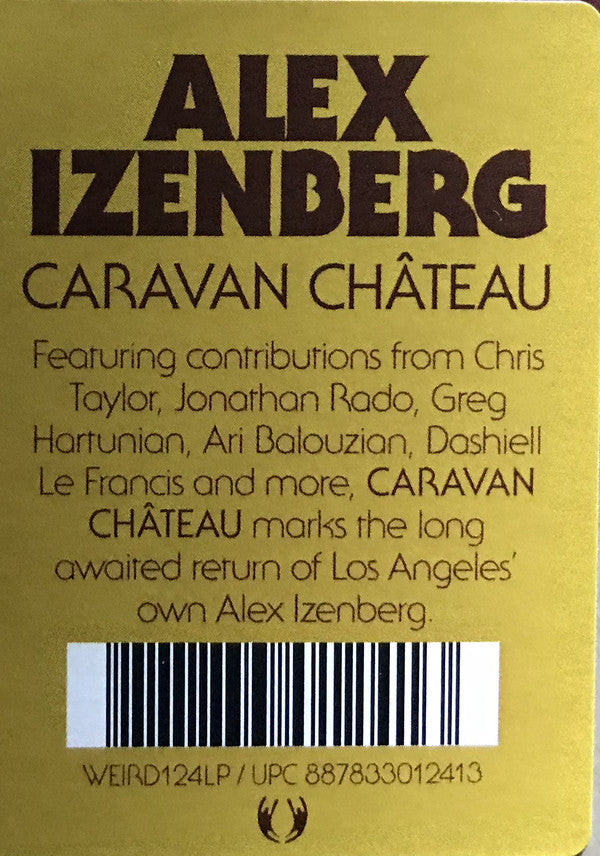 ALEX
IZENBERG
CARAVAN CHÂTEAU
Featuring contributions from Chris
Taylor, Jonathan Rado, Greg
Hartunian, Ari Balouzian, Dashiell
Le Francis and more, CARAVAN
CHÂTEAU marks the long
awaited return of Los Angeles'
own Alex Izenberg.
WEIRD124LP / UPC 887833012413